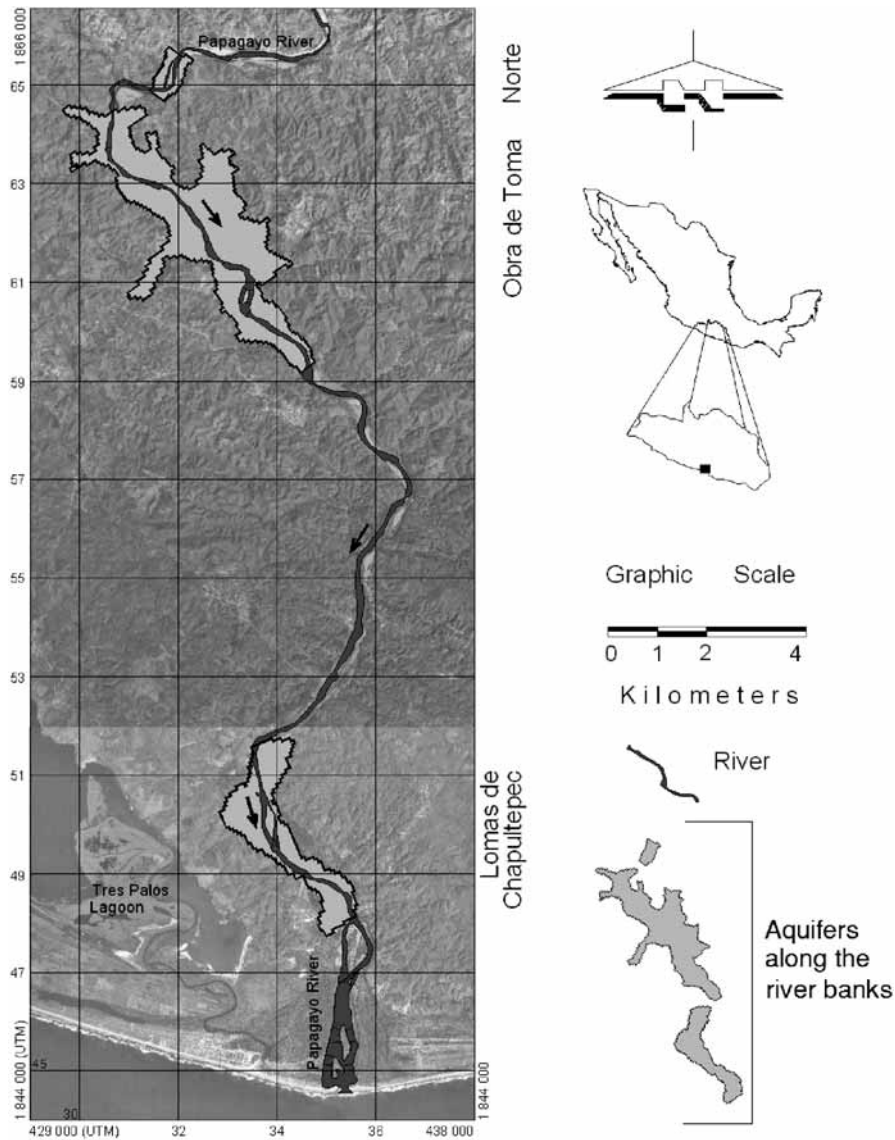 1 866 000
Papagayo River
65
63
61
59
57
55
53
51
49
47
45
Tres Palos
Lagoon
Papagayo River
1 844 000 (UTM)
30
429 000 (UTM)
32
34
36
438 000
1 844 000
Obra de Toma
Norte
Lomas de
Chapultepec
Graphic Scale
0 1 2 4
Kilometers
River
Aquifers
along the
river banks